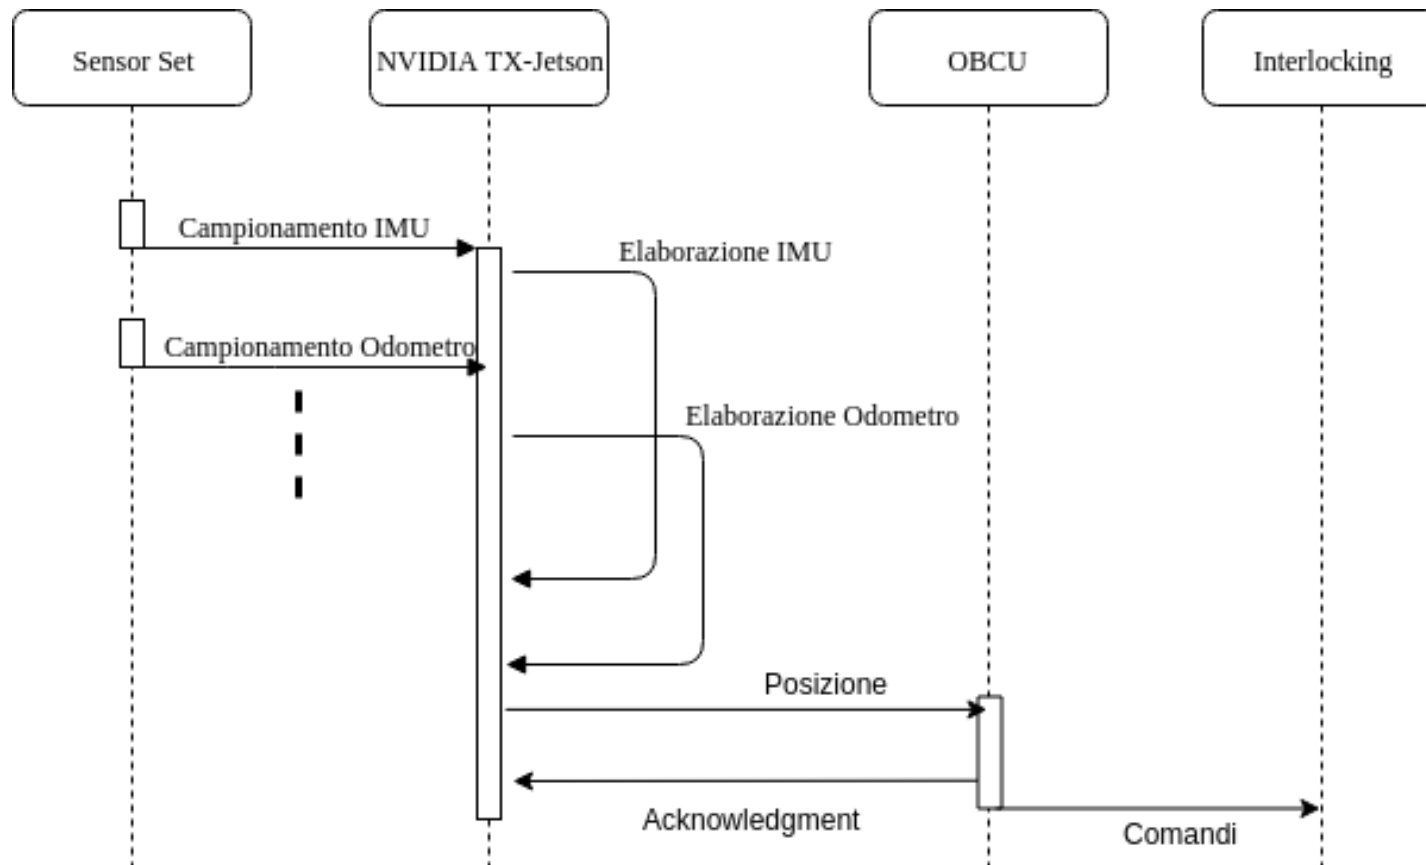 Sensor Set
NVIDIA TX-Jetson
OBCU
Interlocking
Campionamento IMU
Elaborazione IMU
Campionamento Odometro
Elaborazione Odometro
Posizione
Acknowledgment
Comandi